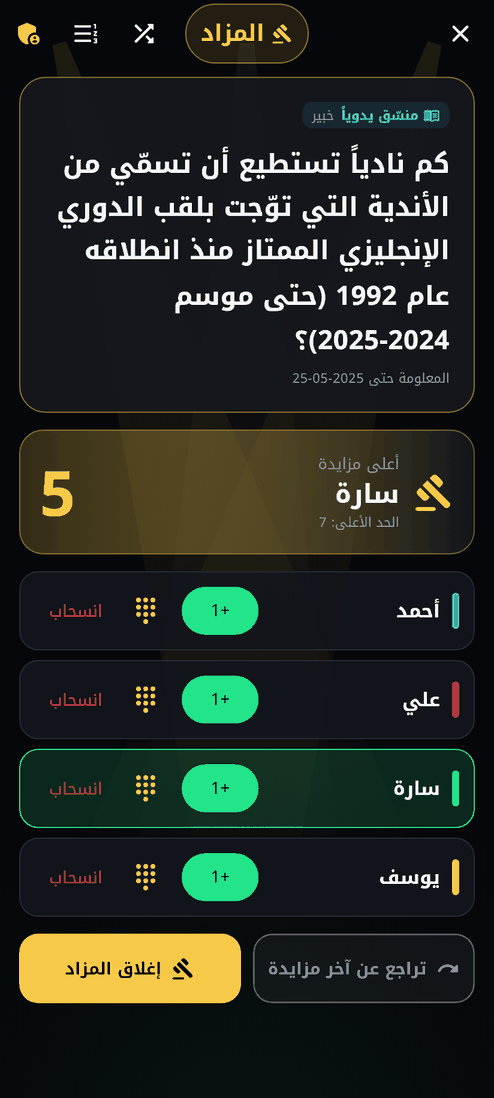 المزاد
منسّق يدوياً خبير
كم نادياً تستطيع أن تسمّي من
الأندية التي توّجت بلقب الدوري
الإنجليزي الممتاز منذ انطلاقه
عام 1992 (حتى موسم
2024-2025)؟
المعلومة حتى 2025-05-25
أعلى مزايدة
سارة
الحد الأعلى: 7
5
أحمد
+1
انسحاب
علي
+1
انسحاب
سارة
+1
انسحاب
يوسف
+1
انسحاب
تراجع عن آخر مزايدة
إغلاق المزاد